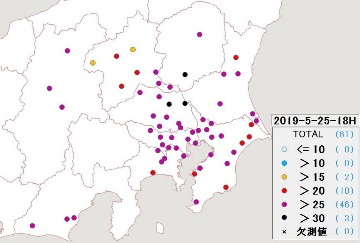 2019-5-25-18H
TOTAL (61)
<=10 ( 0)
>10 ( 0)
>15 ( 2)
>20 (10)
>25 (46)
>30 ( 3)
× 欠測値 ( 0)